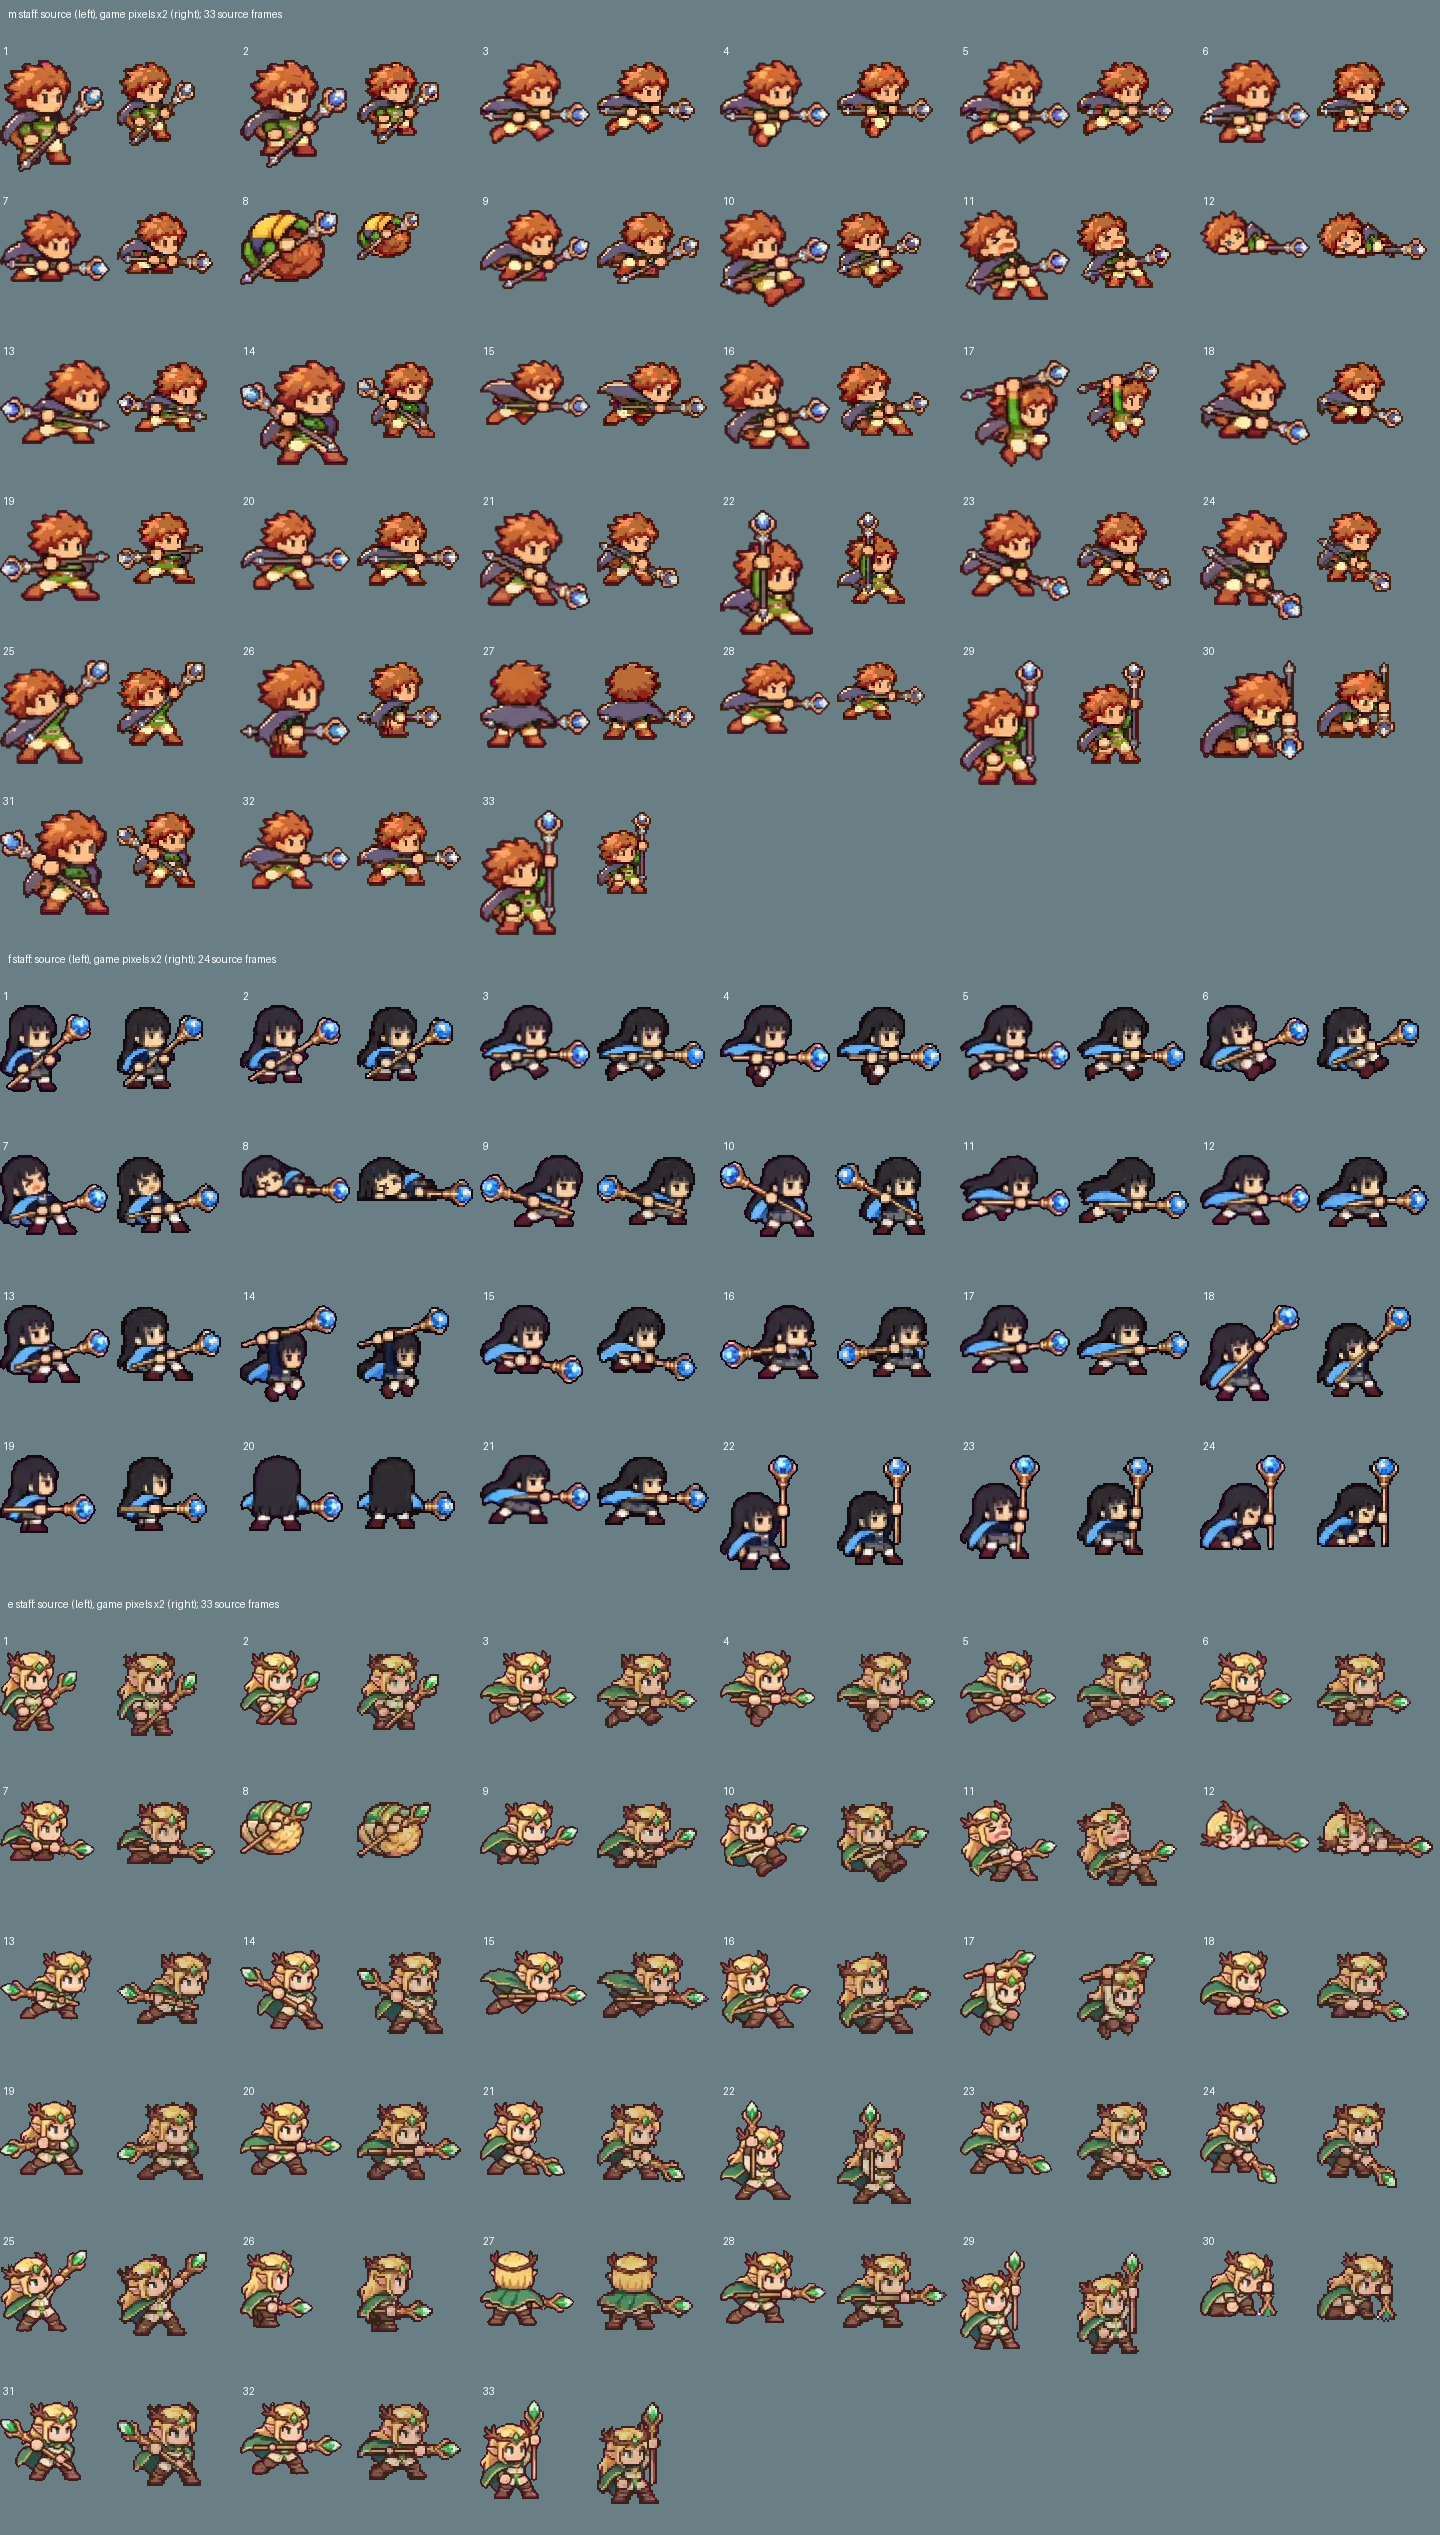 m staff: source (left), game pixels x2 (right); 33 source frames
1 2 3 4 5 6
7 8 9 10 11 12
13 14 15 16 17 18
19 20 21 22 23 24
25 26 27 28 29 30
31 32 33
f staff: source (left), game pixels x2 (right); 24 source frames
1 2 3 4 5 6
7 8 9 10 11 12
13 14 15 16 17 18
19 20 21 22 23 24
e staff: source (left), game pixels x2 (right); 33 source frames
1 2 3 4 5 6
7 8 9 10 11 12
13 14 15 16 17 18
19 20 21 22 23 24
25 26 27 28 29 30
31 32 33